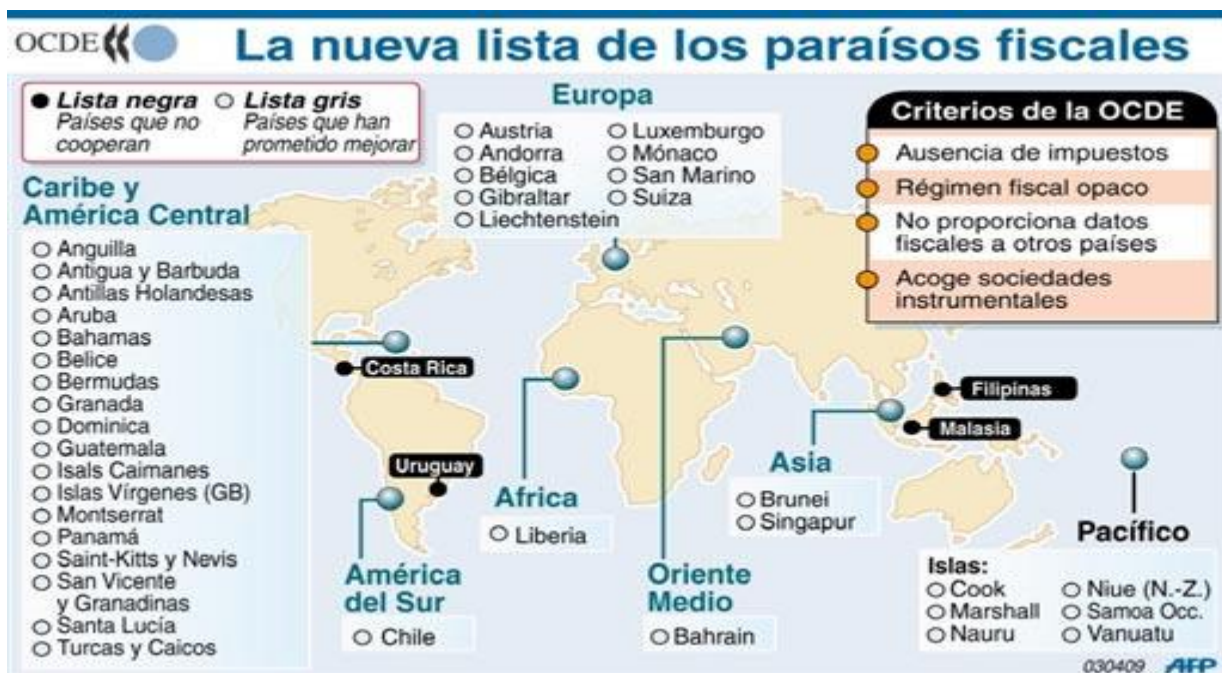 OCDE
La nueva lista de los paraísos fiscales
Lista negra
Países que no
cooperan
Lista gris
Países que han
prometido mejorar
Caribe y
América Central
Anguilla
Antigua y Barbuda
Antillas Holandesas
Aruba
Bahamas
Belice
Bermudas
Granada
Dominica
Guatemala
Isals Caimanes
Islas Vírgenes (GB)
Montserrat
Panamá
Saint-Kitts y Nevis
San Vicente
y Granadinas
Santa Lucía
Turcas y Caicos
Europa
Austria
Andorra
Bélgica
Gibraltar
Liechtenstein
Luxemburgo
Mónaco
San Marino
Suiza
Criterios de la OCDE
Ausencia de impuestos
Régimen fiscal opaco
No proporciona datos
fiscales a otros países
Acoge sociedades
instrumentales
Costa Rica
Uruguay
Filipinas
Malasia
América
del Sur
Chile
Africa
Liberia
Oriente
Medio
Bahrain
Asia
Brunei
Singapur
Pacífico
Islas:
Cook
Marshall
Nauru
Niue (N.-Z.)
Samoa Occ.
Vanuatu
030409 AFP